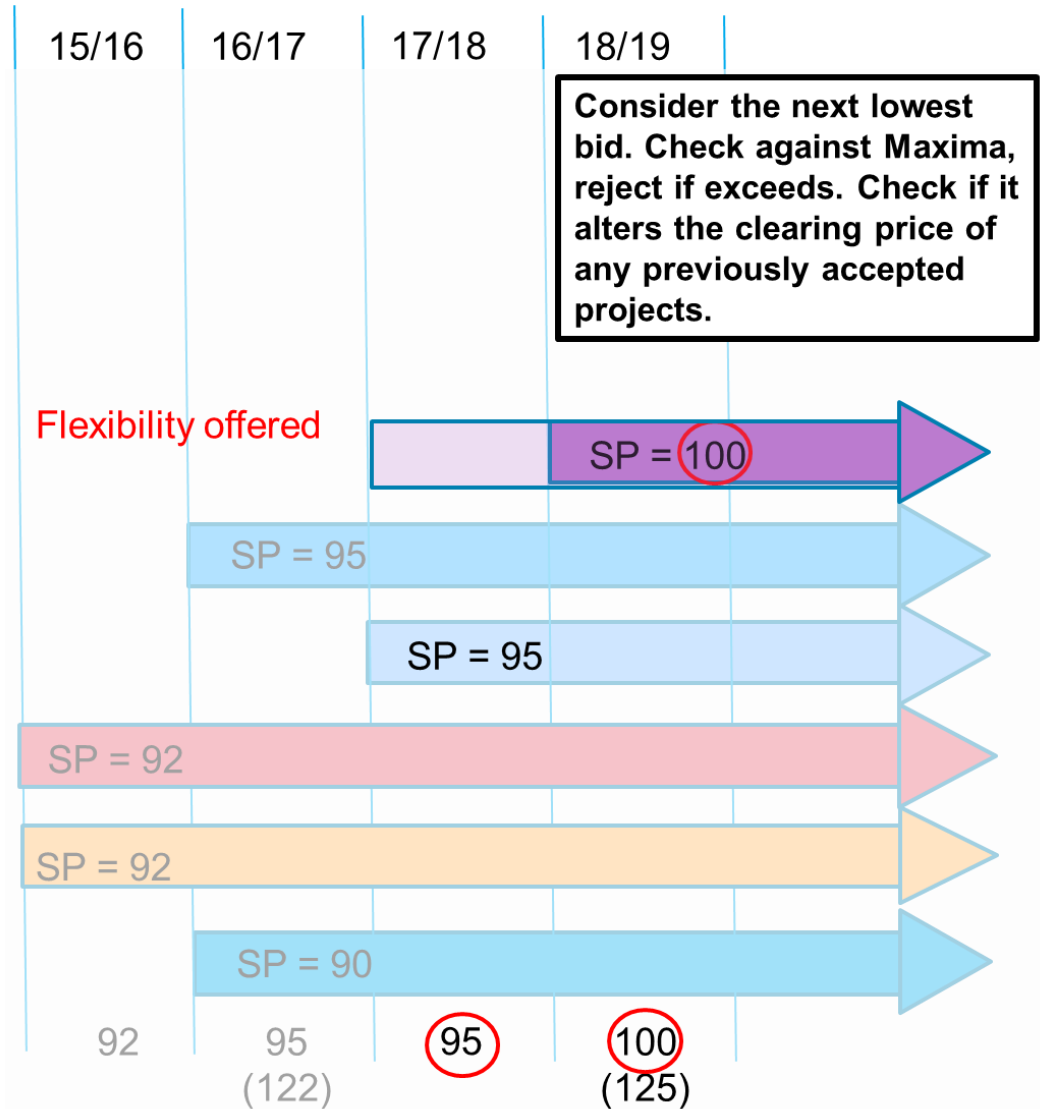 15/16 16/17 17/18 18/19
Consider the next lowest
bid. Check against Maxima,
reject if exceeds. Check if it
alters the clearing price of
any previously accepted
projects.
Flexibility offered
SP = 100
SP = 95
SP = 95
SP = 92
SP = 92
SP = 90
92 95 95 100
(122) (125)